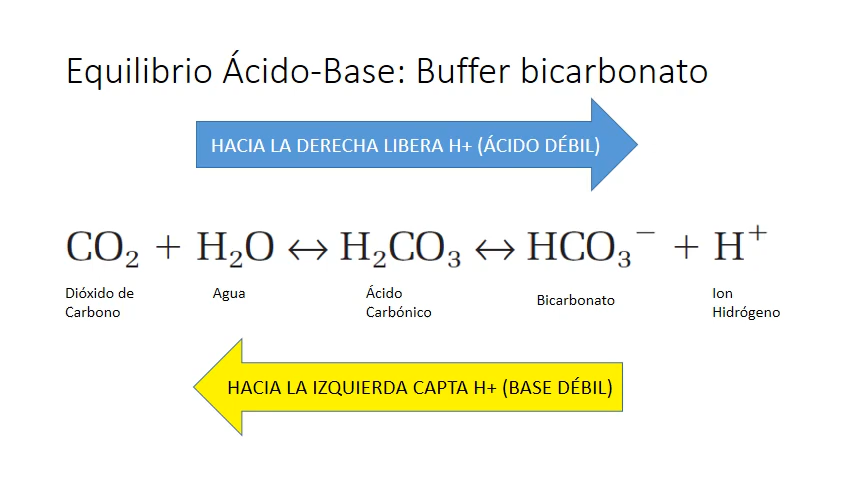 Equilibrio Ácido-Base: Buffer bicarbonato
HACIA LA DERECHA LIBERA H+ (ÁCIDO DÉBIL)
CO₂ + H₂O ↔ H₂CO₃ ↔ HCO₃⁻ + H⁺
Dióxido de
Carbono
Agua
Ácido
Carbónico
Bicarbonato
Ion
Hidrógeno
HACIA LA IZQUIERDA CAPTA H+ (BASE DÉBIL)